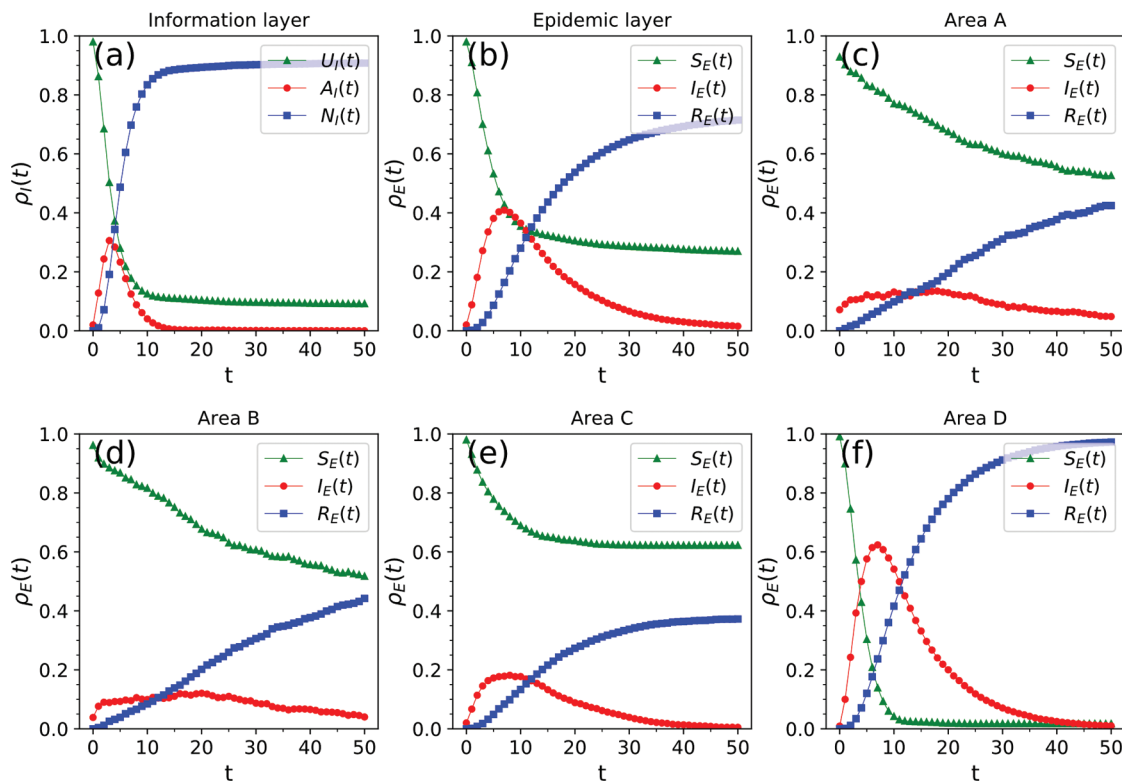 Information layer
(a)
U_I(t)
A_I(t)
N_I(t)
ρ_I(t)
1.0
0.8
0.6
0.4
0.2
0.0
0 10 20 30 40 50
t
Epidemic layer
(b)
S_E(t)
I_E(t)
R_E(t)
ρ_E(t)
1.0
0.8
0.6
0.4
0.2
0.0
0 10 20 30 40 50
t
Area A
(c)
S_E(t)
I_E(t)
R_E(t)
ρ_E(t)
1.0
0.8
0.6
0.4
0.2
0.0
0 10 20 30 40 50
t
Area B
(d)
S_E(t)
I_E(t)
R_E(t)
ρ_E(t)
1.0
0.8
0.6
0.4
0.2
0.0
0 10 20 30 40 50
t
Area C
(e)
S_E(t)
I_E(t)
R_E(t)
ρ_E(t)
1.0
0.8
0.6
0.4
0.2
0.0
0 10 20 30 40 50
t
Area D
(f)
S_E(t)
I_E(t)
R_E(t)
ρ_E(t)
1.0
0.8
0.6
0.4
0.2
0.0
0 10 20 30 40 50
t